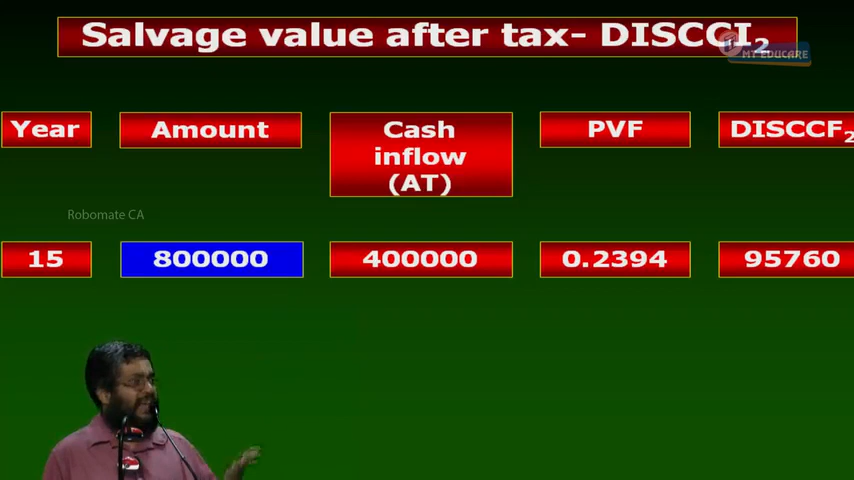 Salvage value after tax- DISCCI2
MT EDUCARE
Year Amount Cash inflow (AT) PVF DISCCF2
Robomate CA
15 800000 400000 0.2394 95760